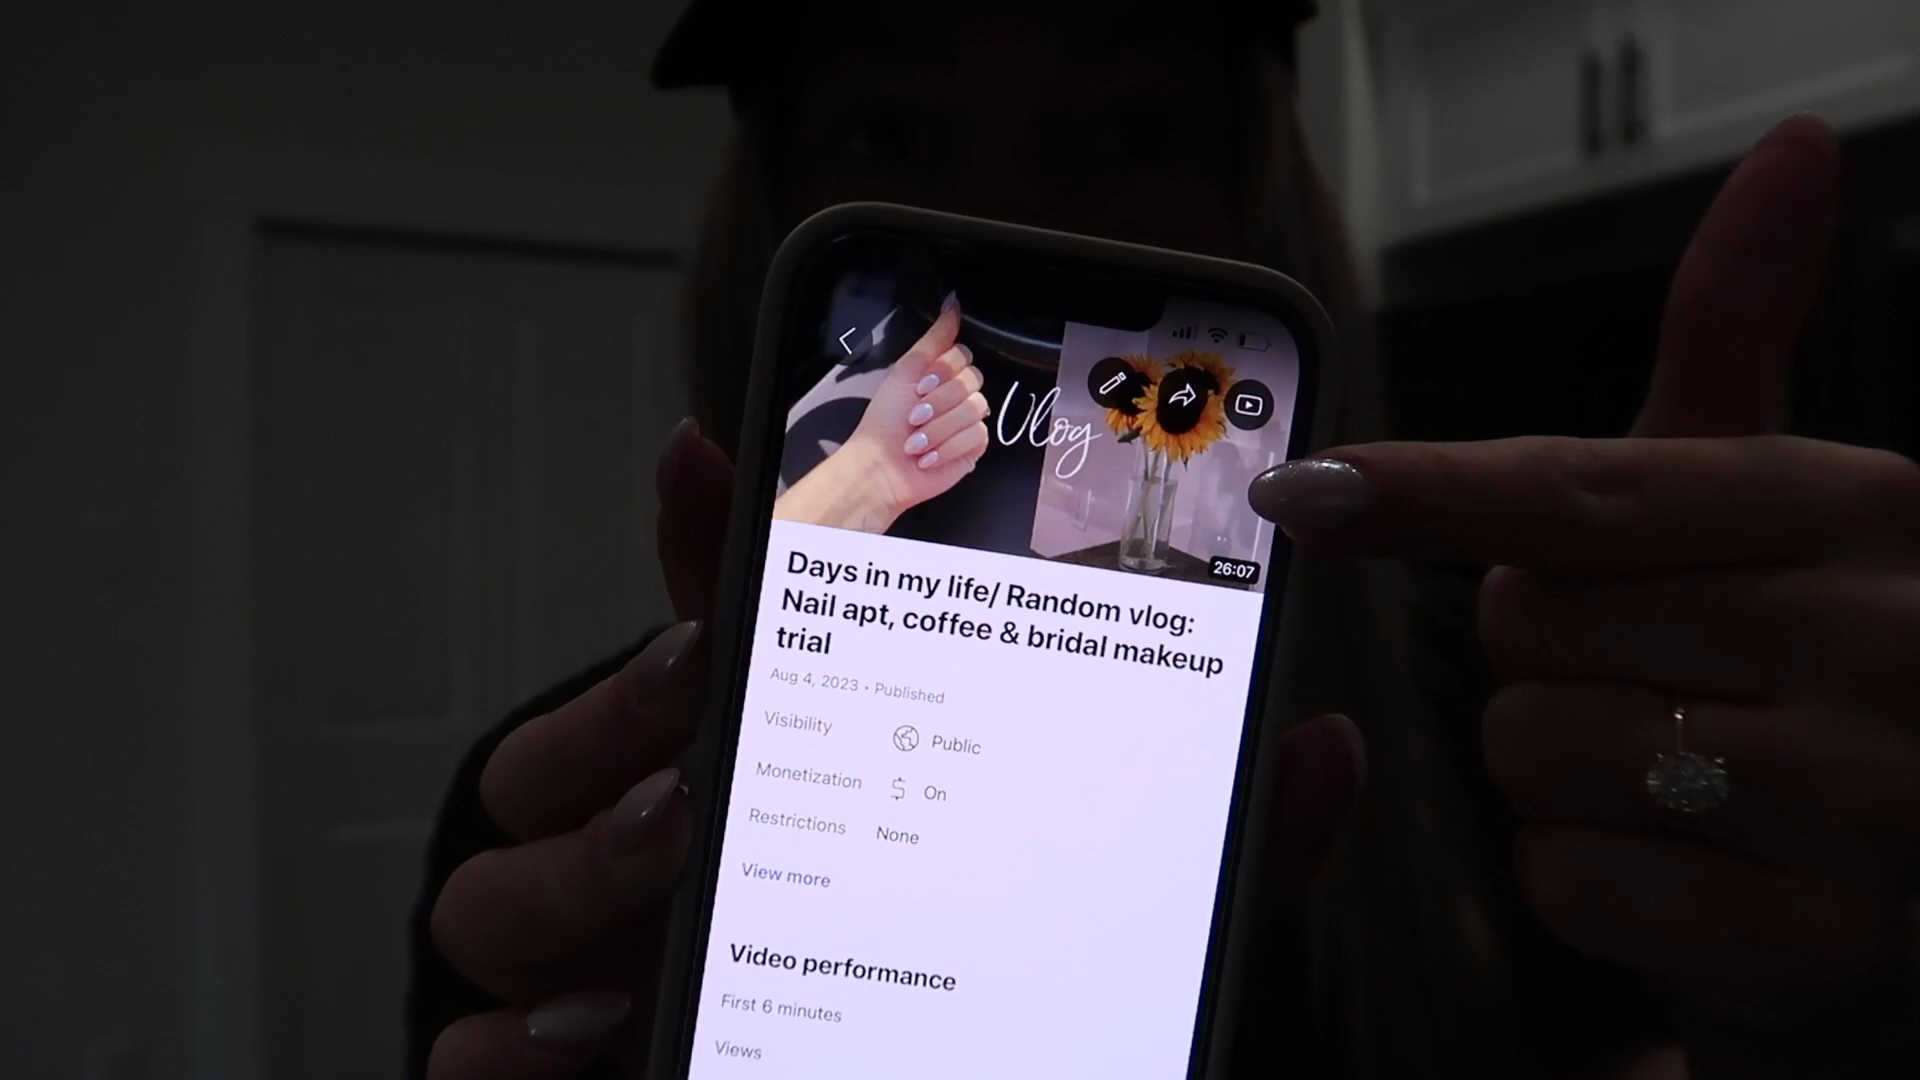 Vlog
26:07
Days in my life/ Random vlog:
Nail apt, coffee & bridal makeup
trial
Aug 4, 2023 • Published
Visibility Public
Monetization On
Restrictions None
View more
Video performance
First 6 minutes
Views